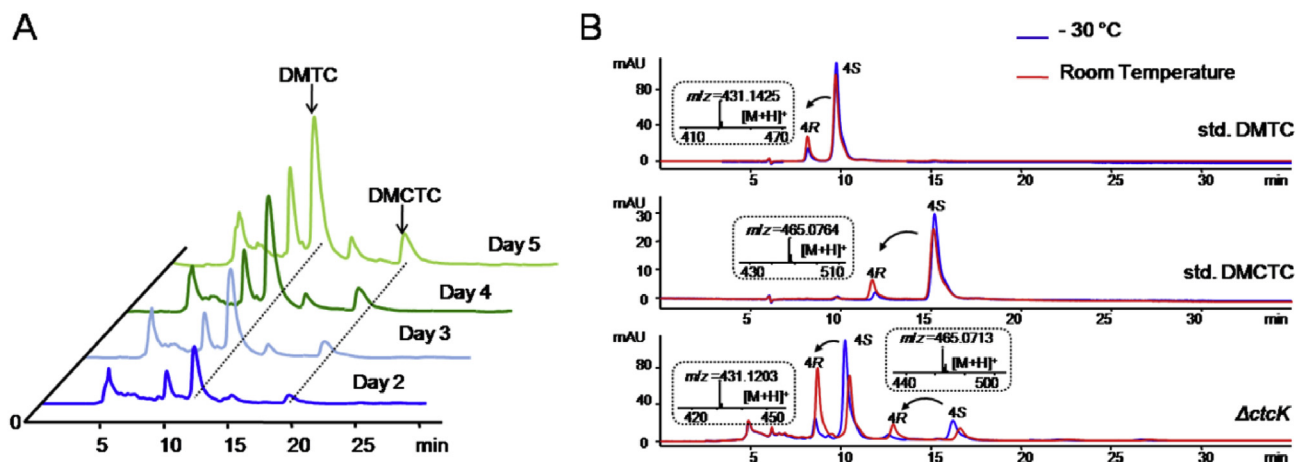 A
DMTC
DMCTC
Day 5
Day 4
Day 3
Day 2
0
5 10 15 20 25 min
B
- 30 °C
Room Temperature
mAU
80
40
0
m/z=431.1425
[M+H]+
410 470
4R
4S
std. DMTC
5 10 15 20 25 30 min
mAU
30
20
10
0
m/z=465.0764
[M+H]+
430 510
4R
4S
std. DMCTC
5 10 15 20 25 30 min
mAU
80
40
0
m/z=431.1203
[M+H]+
420 450
4R
4S
m/z=465.0713
[M+H]+
440 500
4R
4S
ΔctcK
5 10 15 20 25 30 min